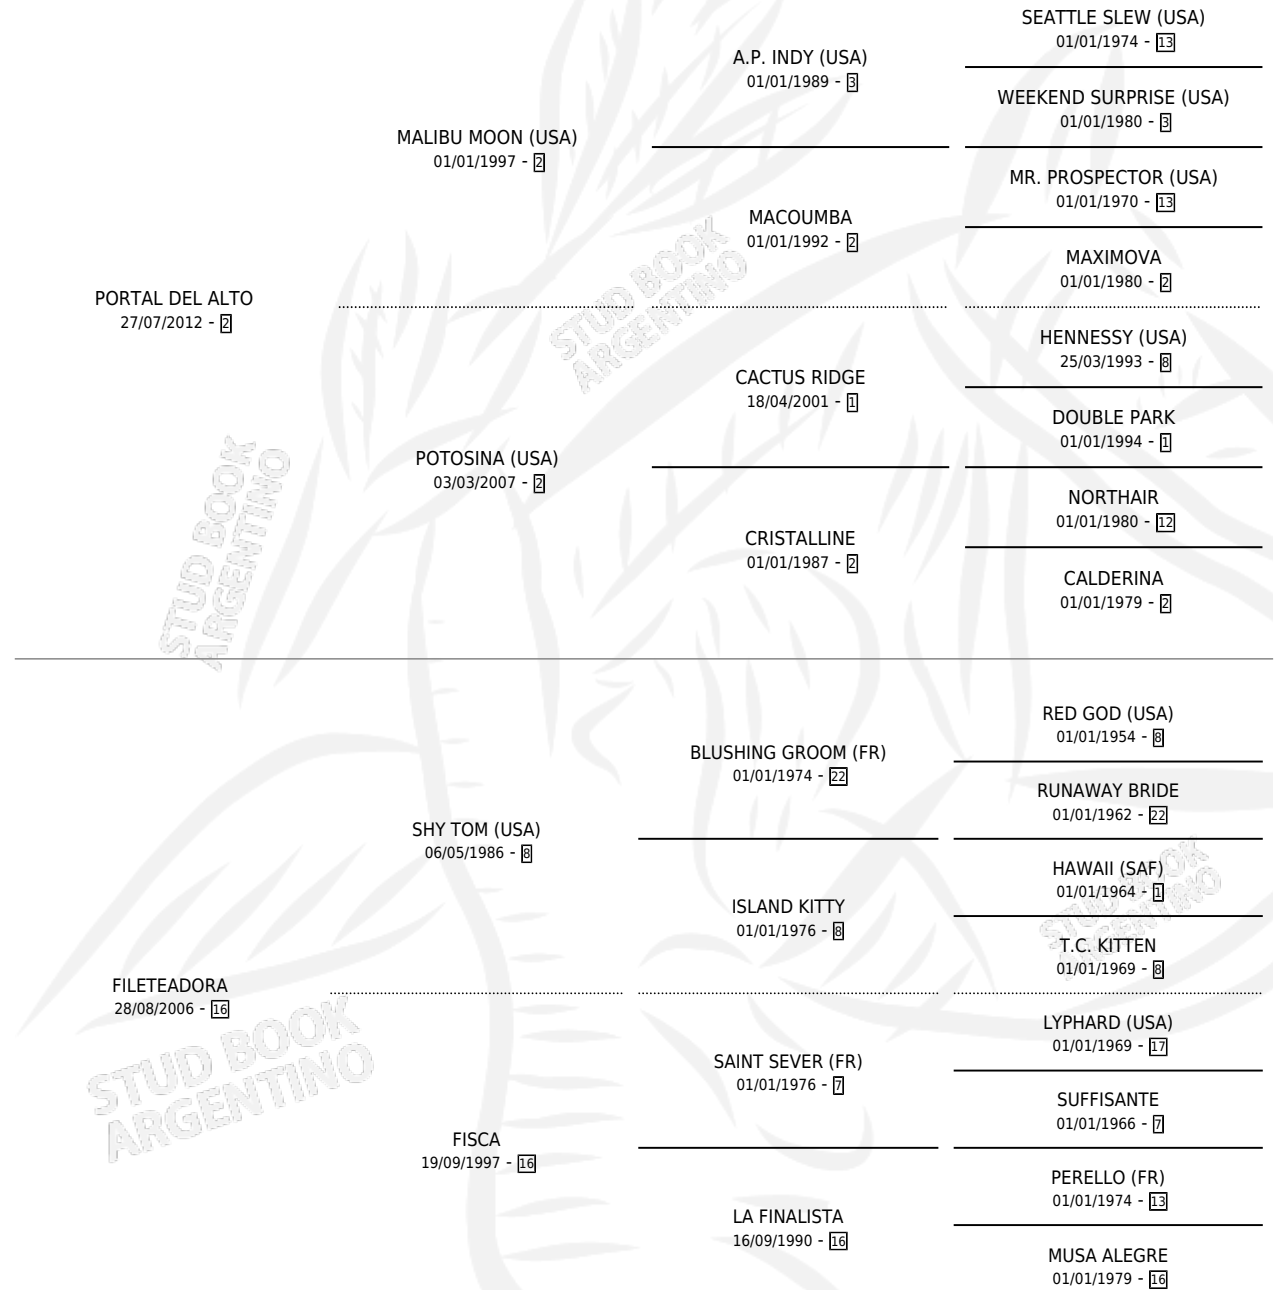 SEATTLE SLEW (USA)
01/01/1974 - 13
A.P. INDY (USA)
01/01/1989 - 3
WEEKEND SURPRISE (USA)
01/01/1980 - 3
MALIBU MOON (USA)
01/01/1997 - 2
MR. PROSPECTOR (USA)
01/01/1970 - 13
MACOUMBA
01/01/1992 - 2
MAXIMOVA
01/01/1980 - 2
PORTAL DEL ALTO
27/07/2012 - 2
HENNESSY (USA)
25/03/1993 - 8
CACTUS RIDGE
18/04/2001 - 1
DOUBLE PARK
01/01/1994 - 1
POTOSINA (USA)
03/03/2007 - 2
NORTHAIR
01/01/1980 - 12
CRISTALLINE
01/01/1987 - 2
CALDERINA
01/01/1979 - 2
STUD BOOK
ARGENTINO
STUD BOOK
ARGENTINO
RED GOD (USA)
01/01/1954 - 8
BLUSHING GROOM (FR)
01/01/1974 - 22
RUNAWAY BRIDE
01/01/1962 - 22
SHY TOM (USA)
06/05/1986 - 8
HAWAII (SAF)
01/01/1964 - 1
ISLAND KITTY
01/01/1976 - 8
T.C. KITTEN
01/01/1969 - 8
FILETEADORA
28/08/2006 - 16
LYPHARD (USA)
01/01/1969 - 17
SAINT SEVER (FR)
01/01/1976 - 7
SUFFISANTE
01/01/1966 - 7
FISCA
19/09/1997 - 16
PERELLO (FR)
01/01/1974 - 13
LA FINALISTA
16/09/1990 - 16
MUSA ALEGRE
01/01/1979 - 16
STUD BOOK
ARGENTINO
STUD BOOK
ARGENTINO